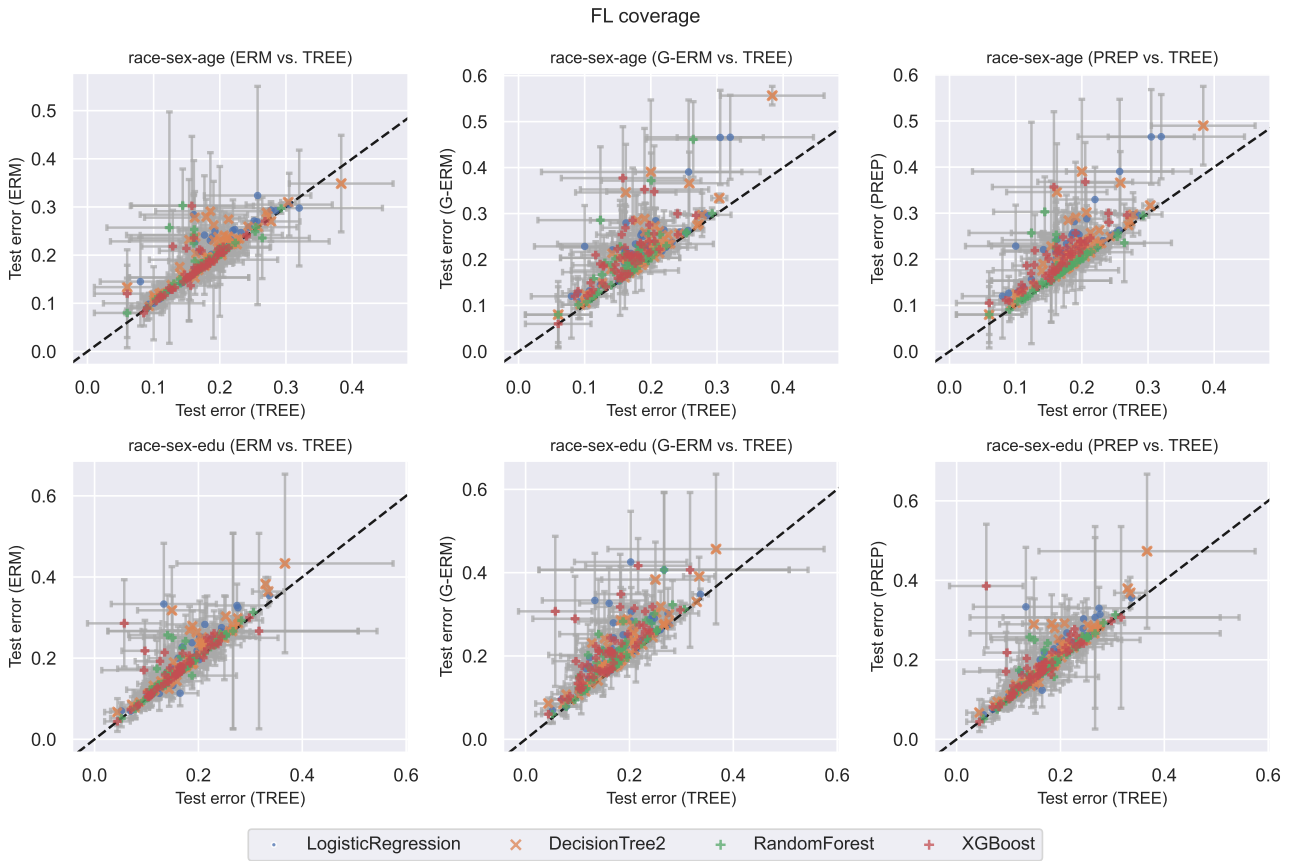 FL coverage
race-sex-age (ERM vs. TREE)
Test error (ERM)
0.5
0.4
0.3
0.2
0.1
0.0
0.0 0.1 0.2 0.3 0.4
Test error (TREE)
race-sex-age (G-ERM vs. TREE)
Test error (G-ERM)
0.6
0.5
0.4
0.3
0.2
0.1
0.0
0.0 0.1 0.2 0.3 0.4
Test error (TREE)
race-sex-age (PREP vs. TREE)
Test error (PREP)
0.6
0.5
0.4
0.3
0.2
0.1
0.0
0.0 0.1 0.2 0.3 0.4
Test error (TREE)
race-sex-edu (ERM vs. TREE)
Test error (ERM)
0.6
0.4
0.2
0.0
0.0 0.2 0.4 0.6
Test error (TREE)
race-sex-edu (G-ERM vs. TREE)
Test error (G-ERM)
0.6
0.4
0.2
0.0
0.0 0.2 0.4 0.6
Test error (TREE)
race-sex-edu (PREP vs. TREE)
Test error (PREP)
0.6
0.4
0.2
0.0
0.0 0.2 0.4 0.6
Test error (TREE)
LogisticRegression DecisionTree2 RandomForest XGBoost